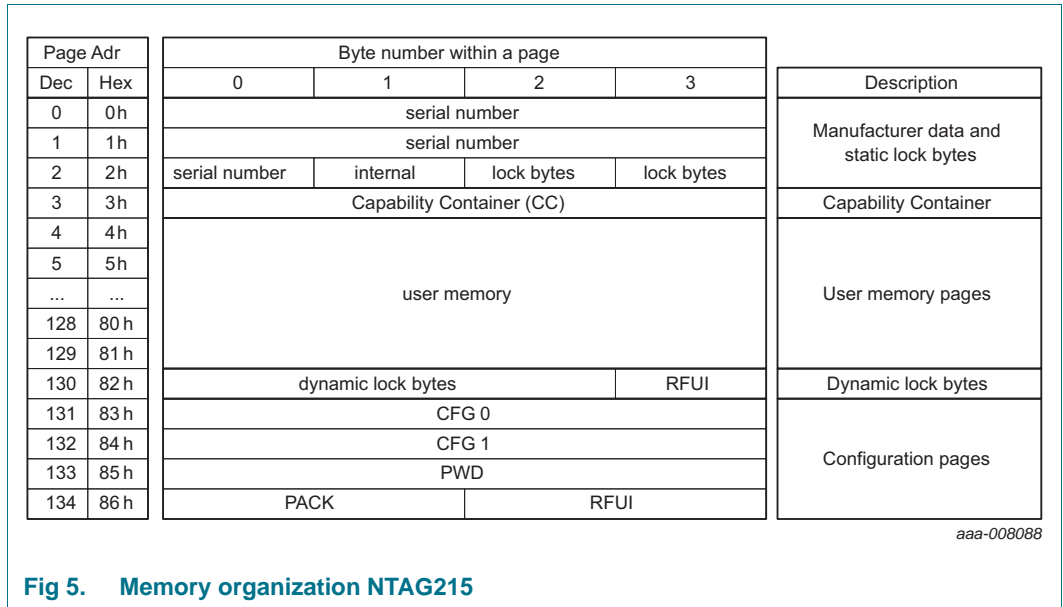 Page Adr Byte number within a page
Dec Hex 0 1 2 3 Description
0 0h serial number
1 1h serial number
Manufacturer data and
static lock bytes
2 2h serial number internal lock bytes lock bytes
3 3h Capability Container (CC) Capability Container
4 4h
5 5h
... ... user memory User memory pages
128 80h
129 81h
130 82h dynamic lock bytes RFUI Dynamic lock bytes
131 83h CFG 0
132 84h CFG 1
Configuration pages
133 85h PWD
134 86h PACK RFUI
aaa-008088
Fig 5. Memory organization NTAG215